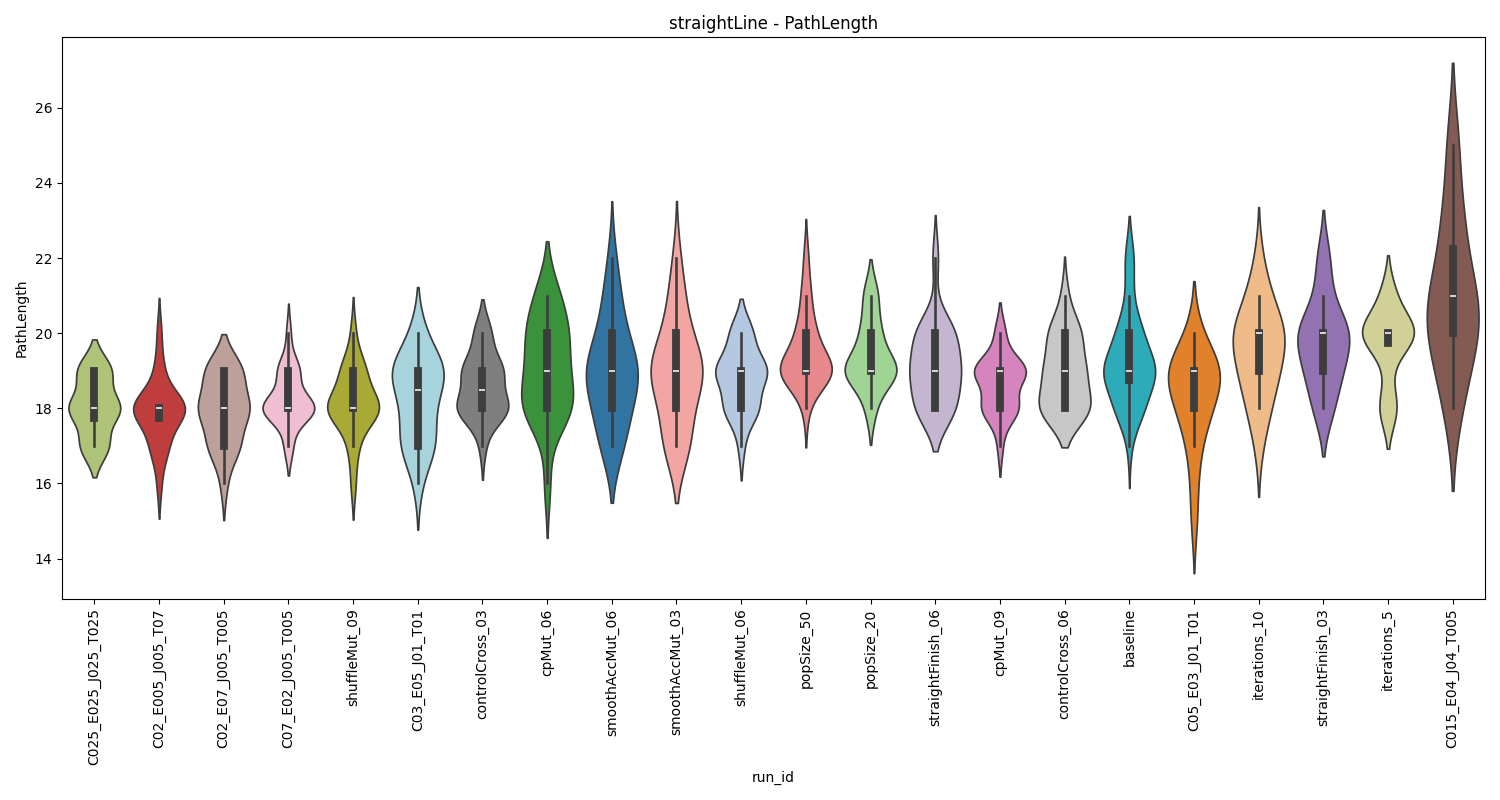 straightLine - PathLength
PathLength
26
24
22
20
18
16
14
C025_E025_J025_T025
C02_E005_J005_T07
C02_E07_J005_T005
C07_E02_J005_T005
shuffleMut_09
C03_E05_J01_T01
controlCross_03
cpMut_06
smoothAccMut_06
smoothAccMut_03
shuffleMut_06
popSize_50
popSize_20
straightFinish_06
cpMut_09
controlCross_06
baseline
C05_E03_J01_T01
iterations_10
straightFinish_03
iterations_5
C015_E04_J04_T005
run_id